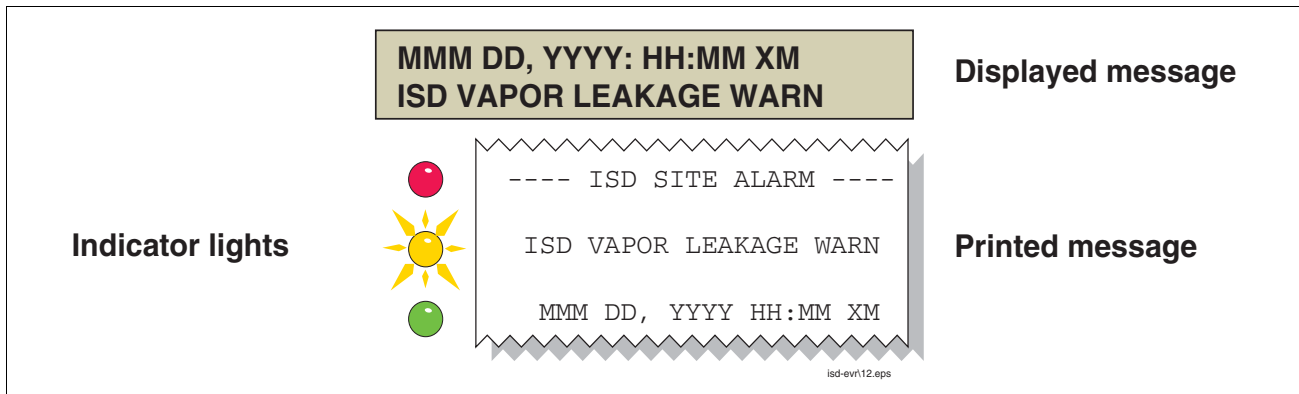 MMM DD, YYYY: HH:MM XM
ISD VAPOR LEAKAGE WARN
Displayed message
---- ISD SITE ALARM ----
Indicator lights
ISD VAPOR LEAKAGE WARN
Printed message
MMM DD, YYYY HH:MM XM
isd-evr\12.eps